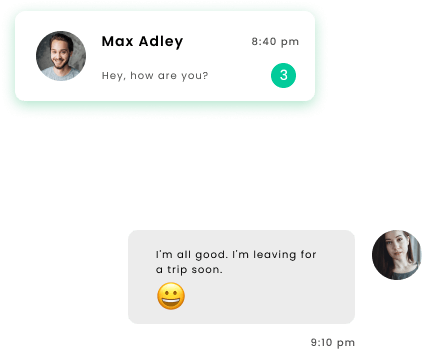 Max Adley
8:40 pm
Hey, how are you?
3
I'm all good. I'm leaving for
a trip soon.
😀
9:10 pm